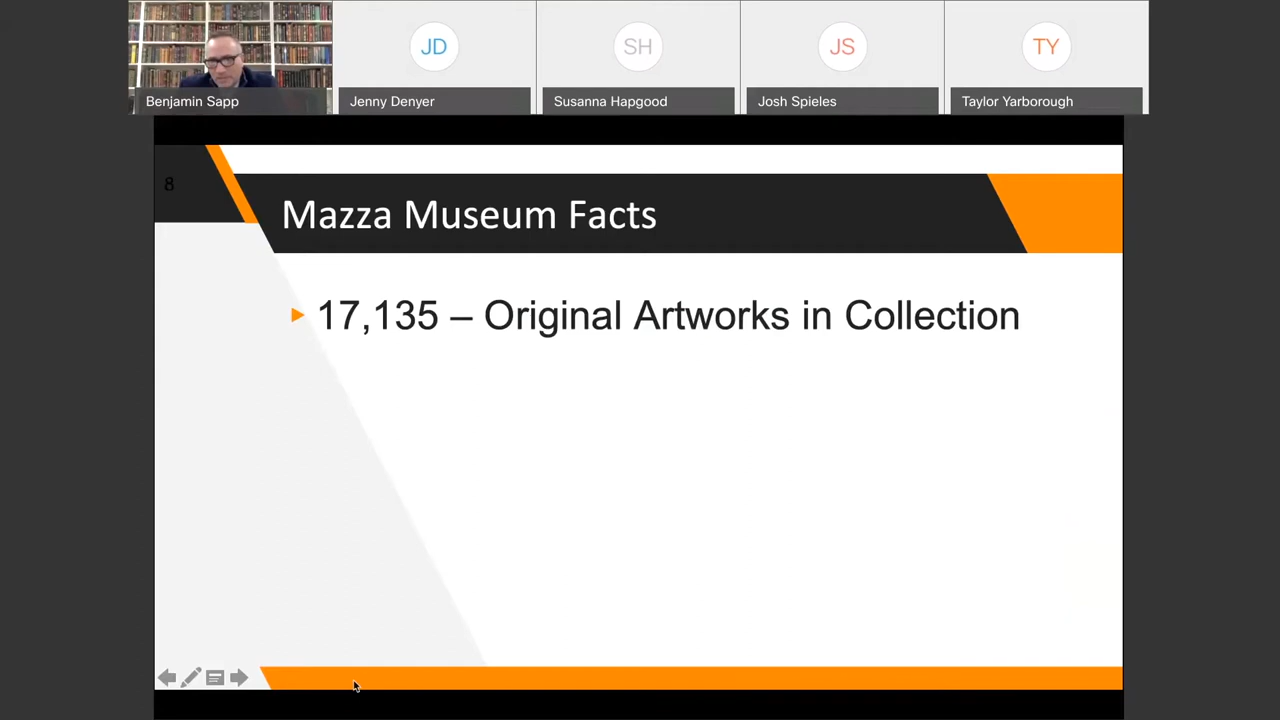 JD
SH
JS
TY
Benjamin Sapp
Jenny Denyer
Susanna Hapgood
Josh Spieles
Taylor Yarborough
8
Mazza Museum Facts
17,135 – Original Artworks in Collection